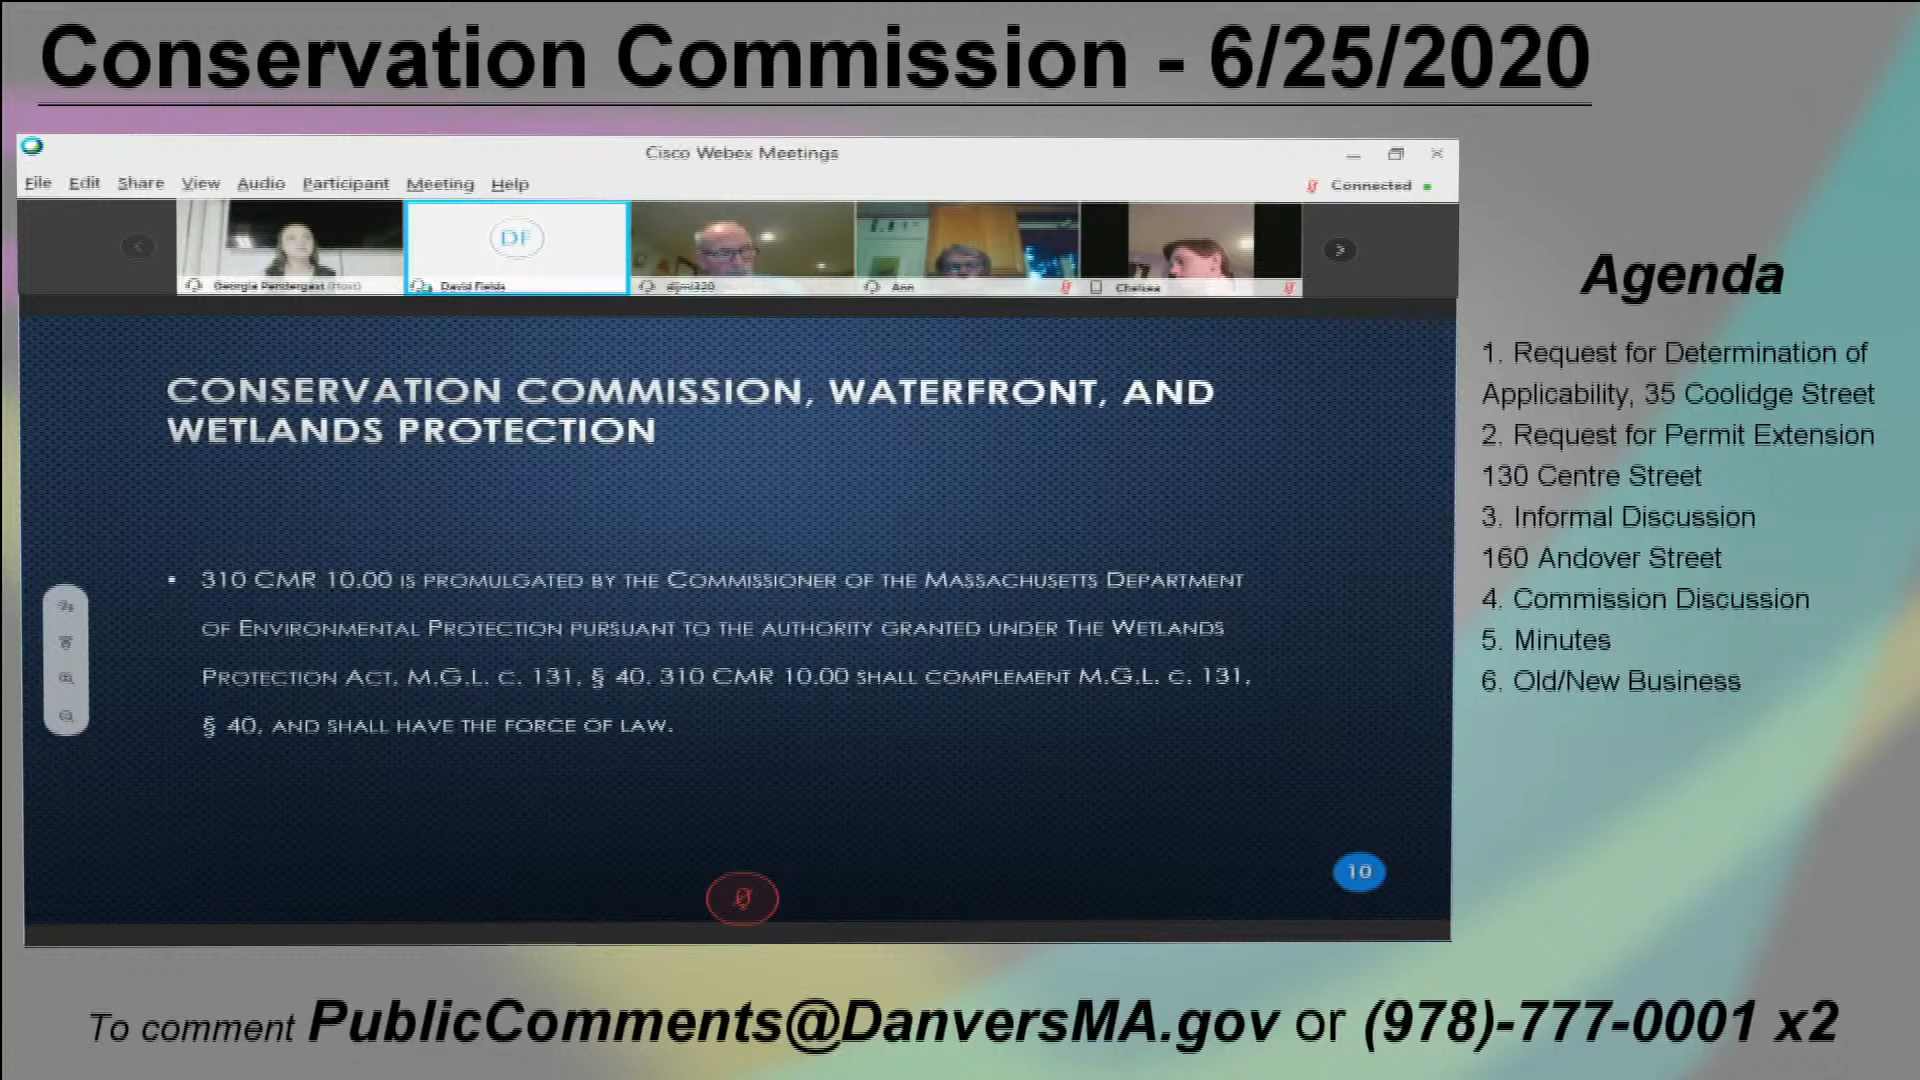 Conservation Commission - 6/25/2020
Cisco Webex Meetings
File Edit Share View Audio Participant Meeting Help
Connected
DF
Georgia Pendergast (Host)
David Fields
Ann
Chelsea
CONSERVATION COMMISSION, WATERFRONT, AND
WETLANDS PROTECTION
▪ 310 CMR 10.00 IS PROMULGATED BY THE COMMISSIONER OF THE MASSACHUSETTS DEPARTMENT
OF ENVIRONMENTAL PROTECTION PURSUANT TO THE AUTHORITY GRANTED UNDER THE WETLANDS
PROTECTION ACT, M.G.L. C. 131, § 40. 310 CMR 10.00 SHALL COMPLEMENT M.G.L. C. 131,
§ 40, AND SHALL HAVE THE FORCE OF LAW.
10
Agenda
1. Request for Determination of
Applicability, 35 Coolidge Street
2. Request for Permit Extension
130 Centre Street
3. Informal Discussion
160 Andover Street
4. Commission Discussion
5. Minutes
6. Old/New Business
To comment PublicComments@DanversMA.gov or (978)-777-0001 x2